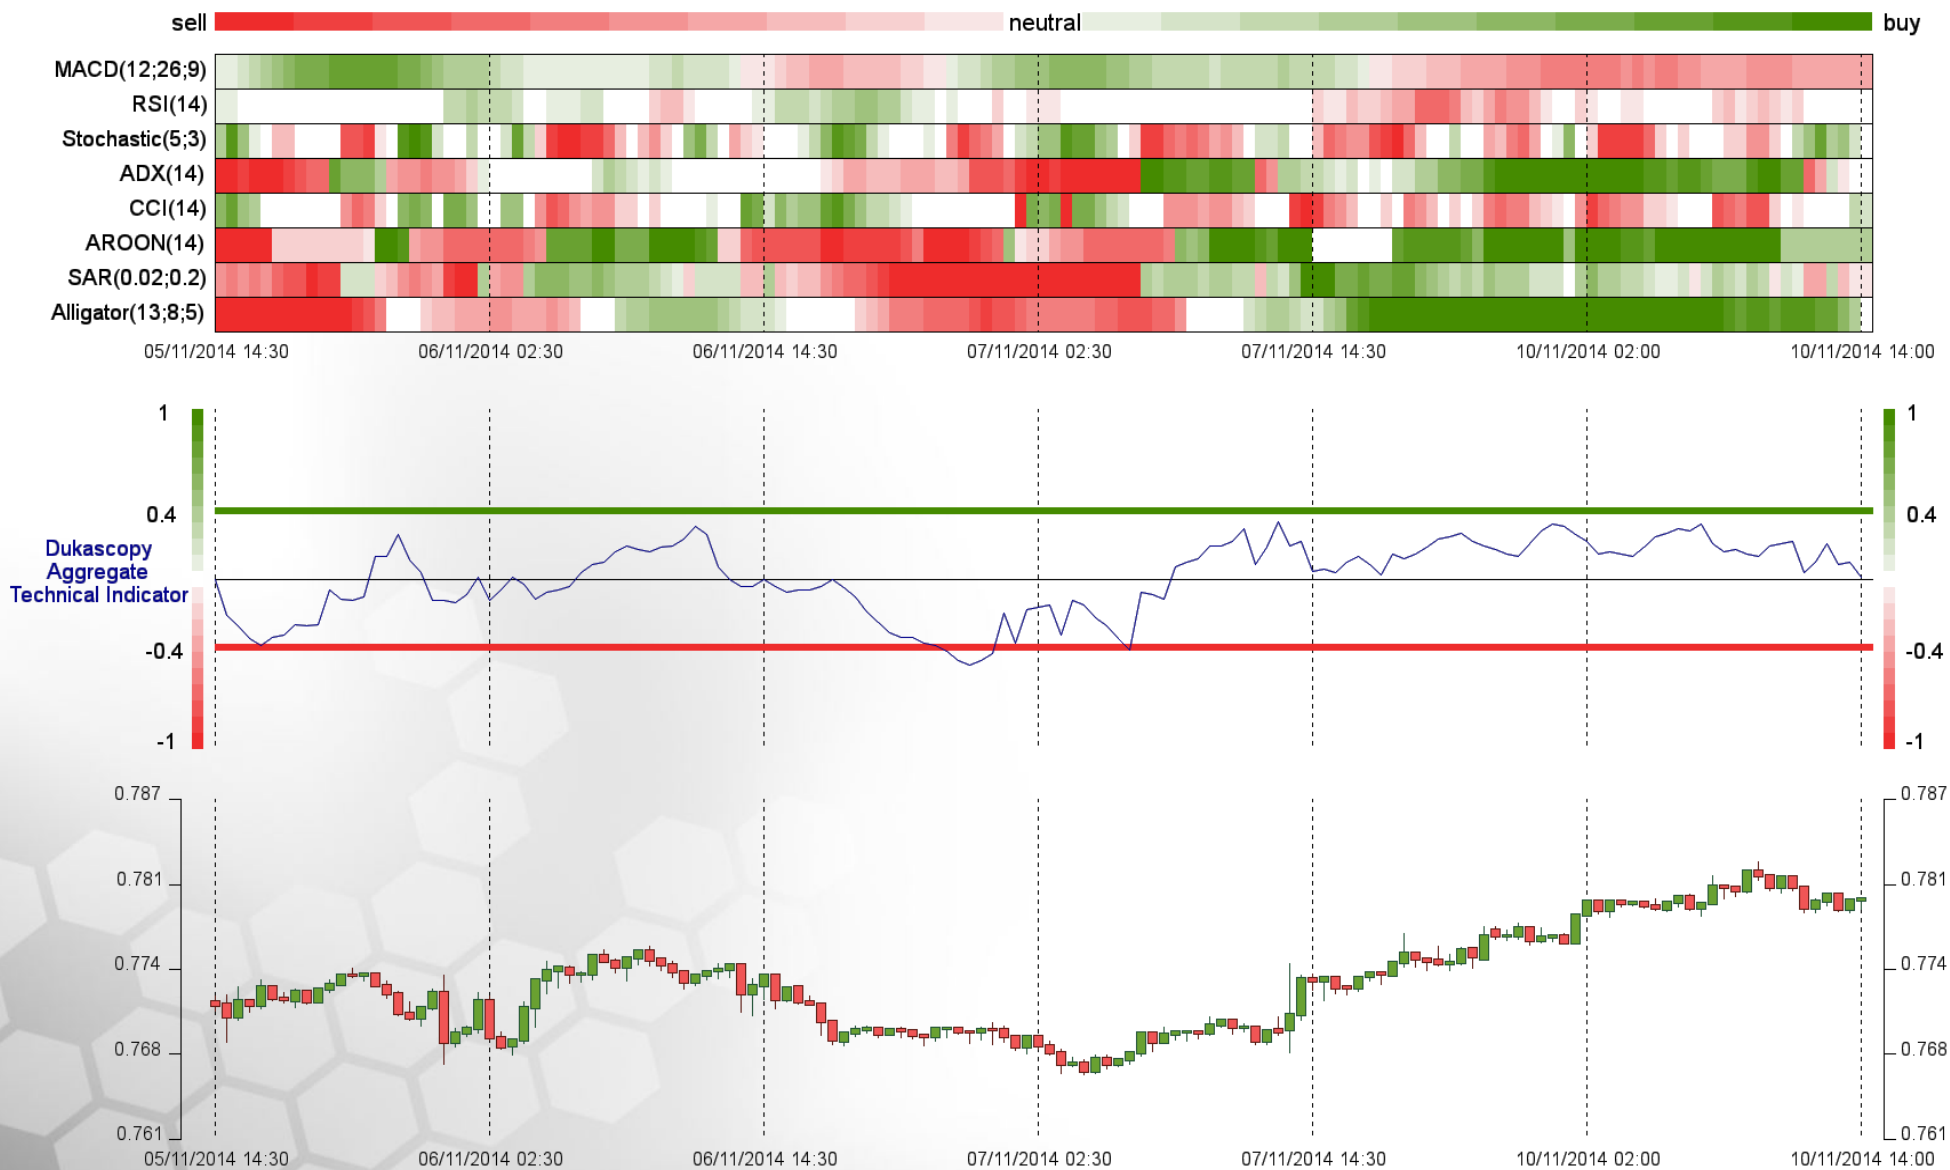 sell neutral buy
MACD(12;26;9)
RSI(14)
Stochastic(5;3)
ADX(14)
CCI(14)
AROON(14)
SAR(0.02;0.2)
Alligator(13;8;5)
05/11/2014 14:30 06/11/2014 02:30 06/11/2014 14:30 07/11/2014 02:30 07/11/2014 14:30 10/11/2014 02:00 10/11/2014 14:00
1 1
0.4 0.4
Dukascopy
Aggregate
Technical Indicator
-0.4 -0.4
-1 -1
0.787 0.787
0.781 0.781
0.774 0.774
0.768 0.768
0.761 0.761
05/11/2014 14:30 06/11/2014 02:30 06/11/2014 14:30 07/11/2014 02:30 07/11/2014 14:30 10/11/2014 02:00 10/11/2014 14:00